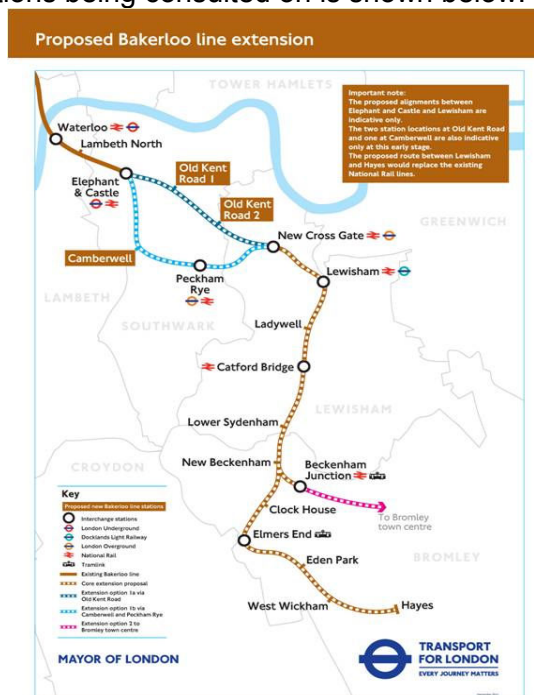 ions being consulted on is shown below.
Proposed Bakerloo line extension
TOWER HAMLETS
Important note:
The proposed alignments between
Elephant and Castle and Lewisham are
indicative only.
The two station locations at Old Kent Road
and one at Camberwell are also indicative
only at this early stage.
The proposed route between Lewisham
and Hayes would replace the existing
National Rail lines.
Waterloo
Lambeth North
Elephant
& Castle
Old Kent
Road 1
Old Kent
Road 2
GREENWICH
New Cross Gate
Camberwell
Peckham
Rye
Lewisham
LAMBETH
SOUTHWARK
Ladywell
Catford Bridge
LEWISHAM
Lower Sydenham
CROYDON
New Beckenham
Beckenham
Junction
Clock House
To Bromley
town centre
Elmers End
BROMLEY
Eden Park
West Wickham
Hayes
Key
Proposed new Bakerloo line stations
Interchange stations
London Underground
Docklands Light Railway
London Overground
National Rail
Tramlink
Existing Bakerloo line
Core extension proposal
Extension option 1a via
Old Kent Road
Extension option 1b via
Camberwell and Peckham Rye
Extension option 2 to
Bromley town centre
MAYOR OF LONDON
TRANSPORT
FOR LONDON
EVERY JOURNEY MATTERS